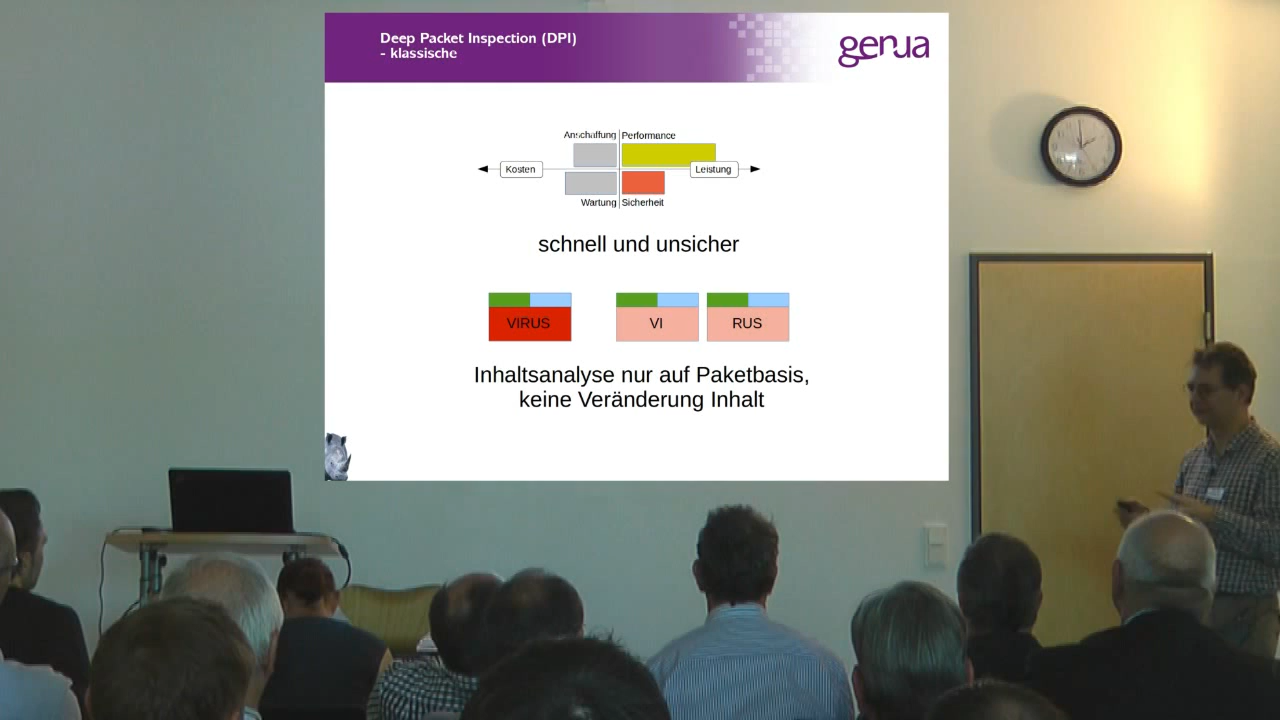 Deep Packet Inspection (DPI)
- klassische
genua
Anschaffung Performance
Kosten Leistung
Wartung Sicherheit
schnell und unsicher
VIRUS VI RUS
Inhaltsanalyse nur auf Paketbasis,
keine Veränderung Inhalt